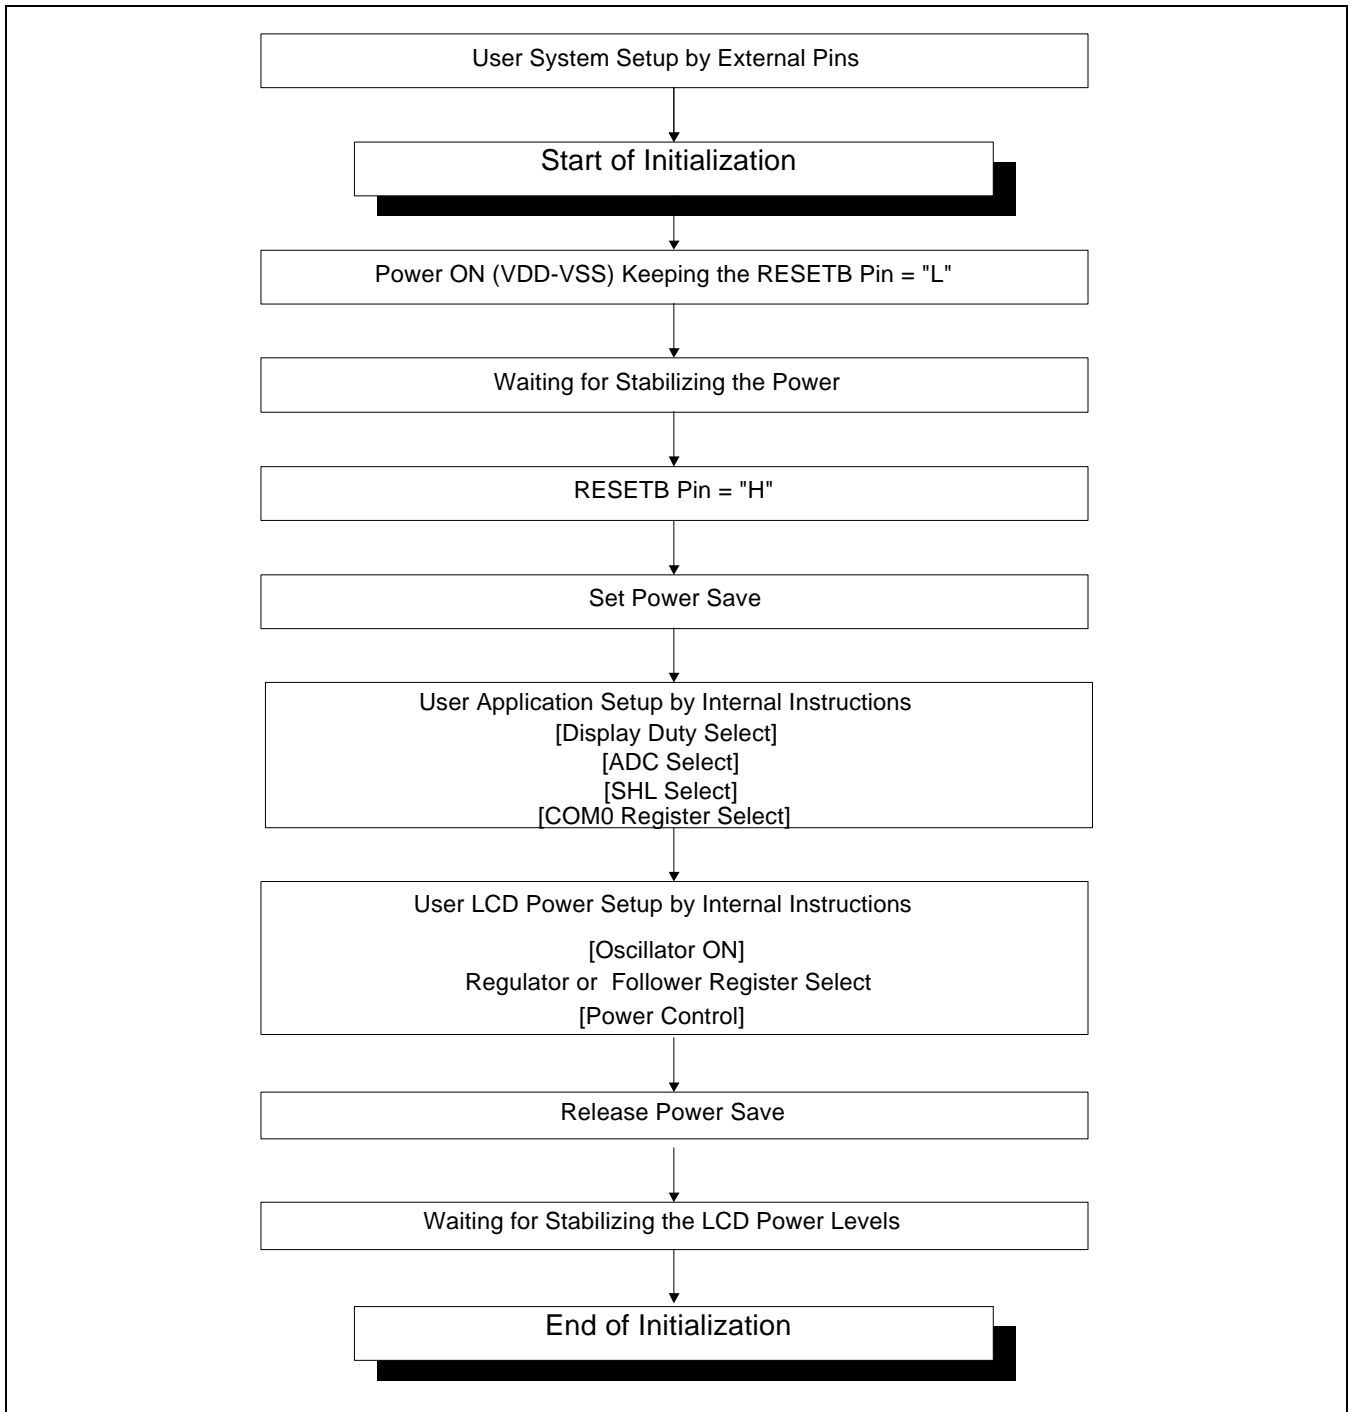 User System Setup by External Pins
Start of Initialization
Power ON (VDD-VSS) Keeping the RESETB Pin = "L"
Waiting for Stabilizing the Power
RESETB Pin = "H"
Set Power Save
User Application Setup by Internal Instructions
[Display Duty Select]
[ADC Select]
[SHL Select]
[COM0 Register Select]
User LCD Power Setup by Internal Instructions
[Oscillator ON]
Regulator or Follower Register Select
[Power Control]
Release Power Save
Waiting for Stabilizing the LCD Power Levels
End of Initialization